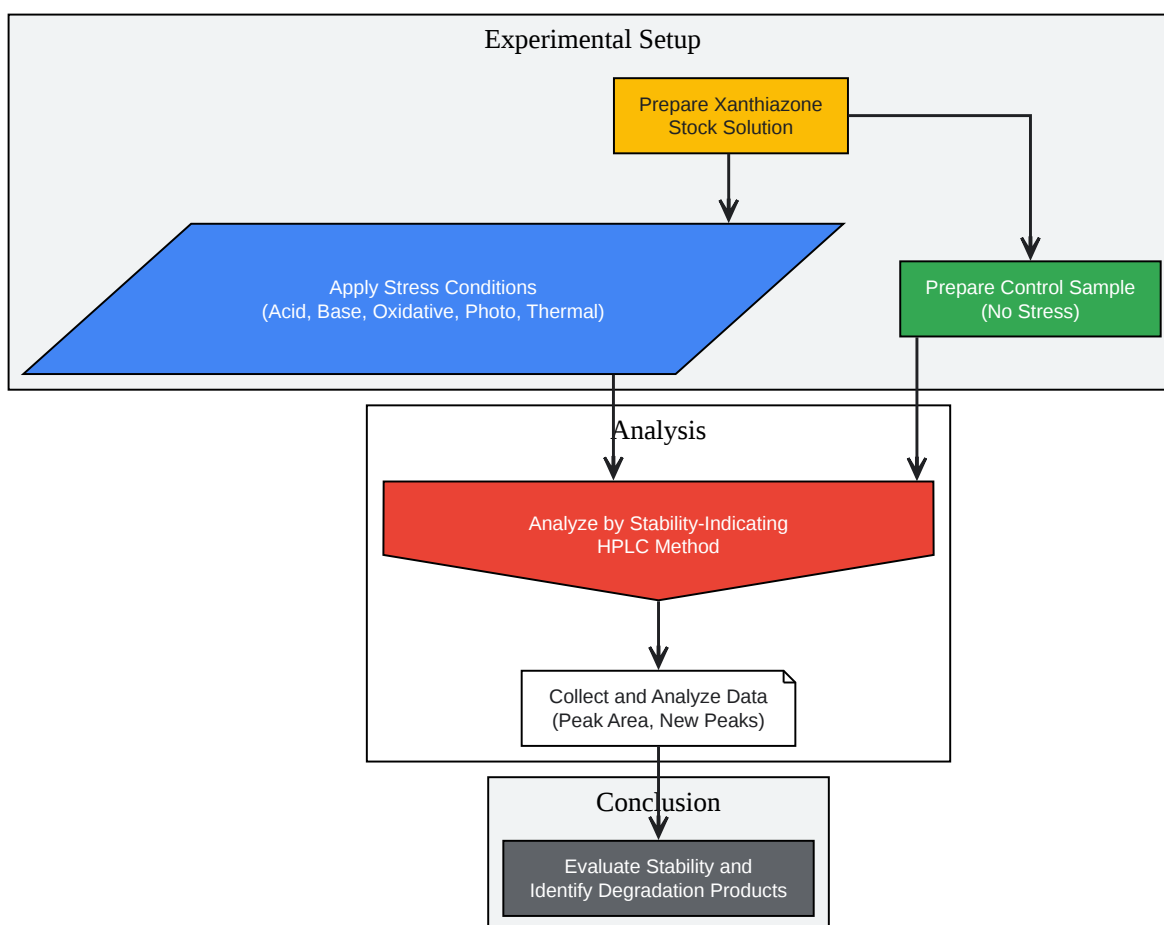 Experimental Setup
Prepare Xanthiazone
Stock Solution
Apply Stress Conditions
(Acid, Base, Oxidative, Photo, Thermal)
Prepare Control Sample
(No Stress)
Analysis
Analyze by Stability-Indicating
HPLC Method
Collect and Analyze Data
(Peak Area, New Peaks)
Conclusion
Evaluate Stability and
Identify Degradation Products